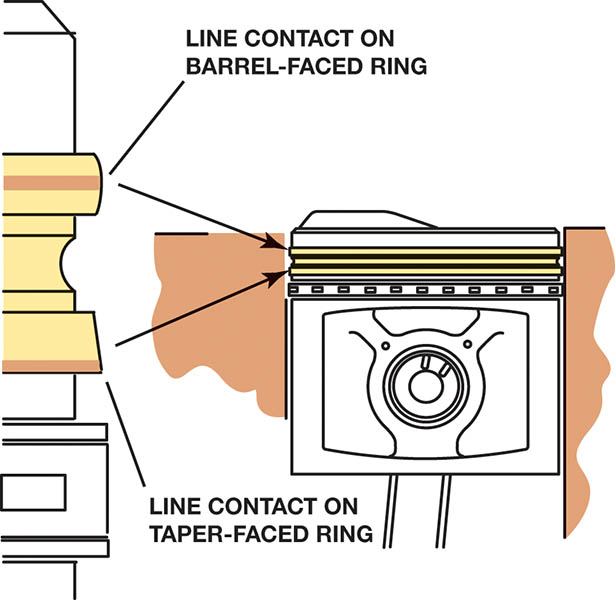 LINE CONTACT ON
BARREL-FACED RING
LINE CONTACT ON
TAPER-FACED RING